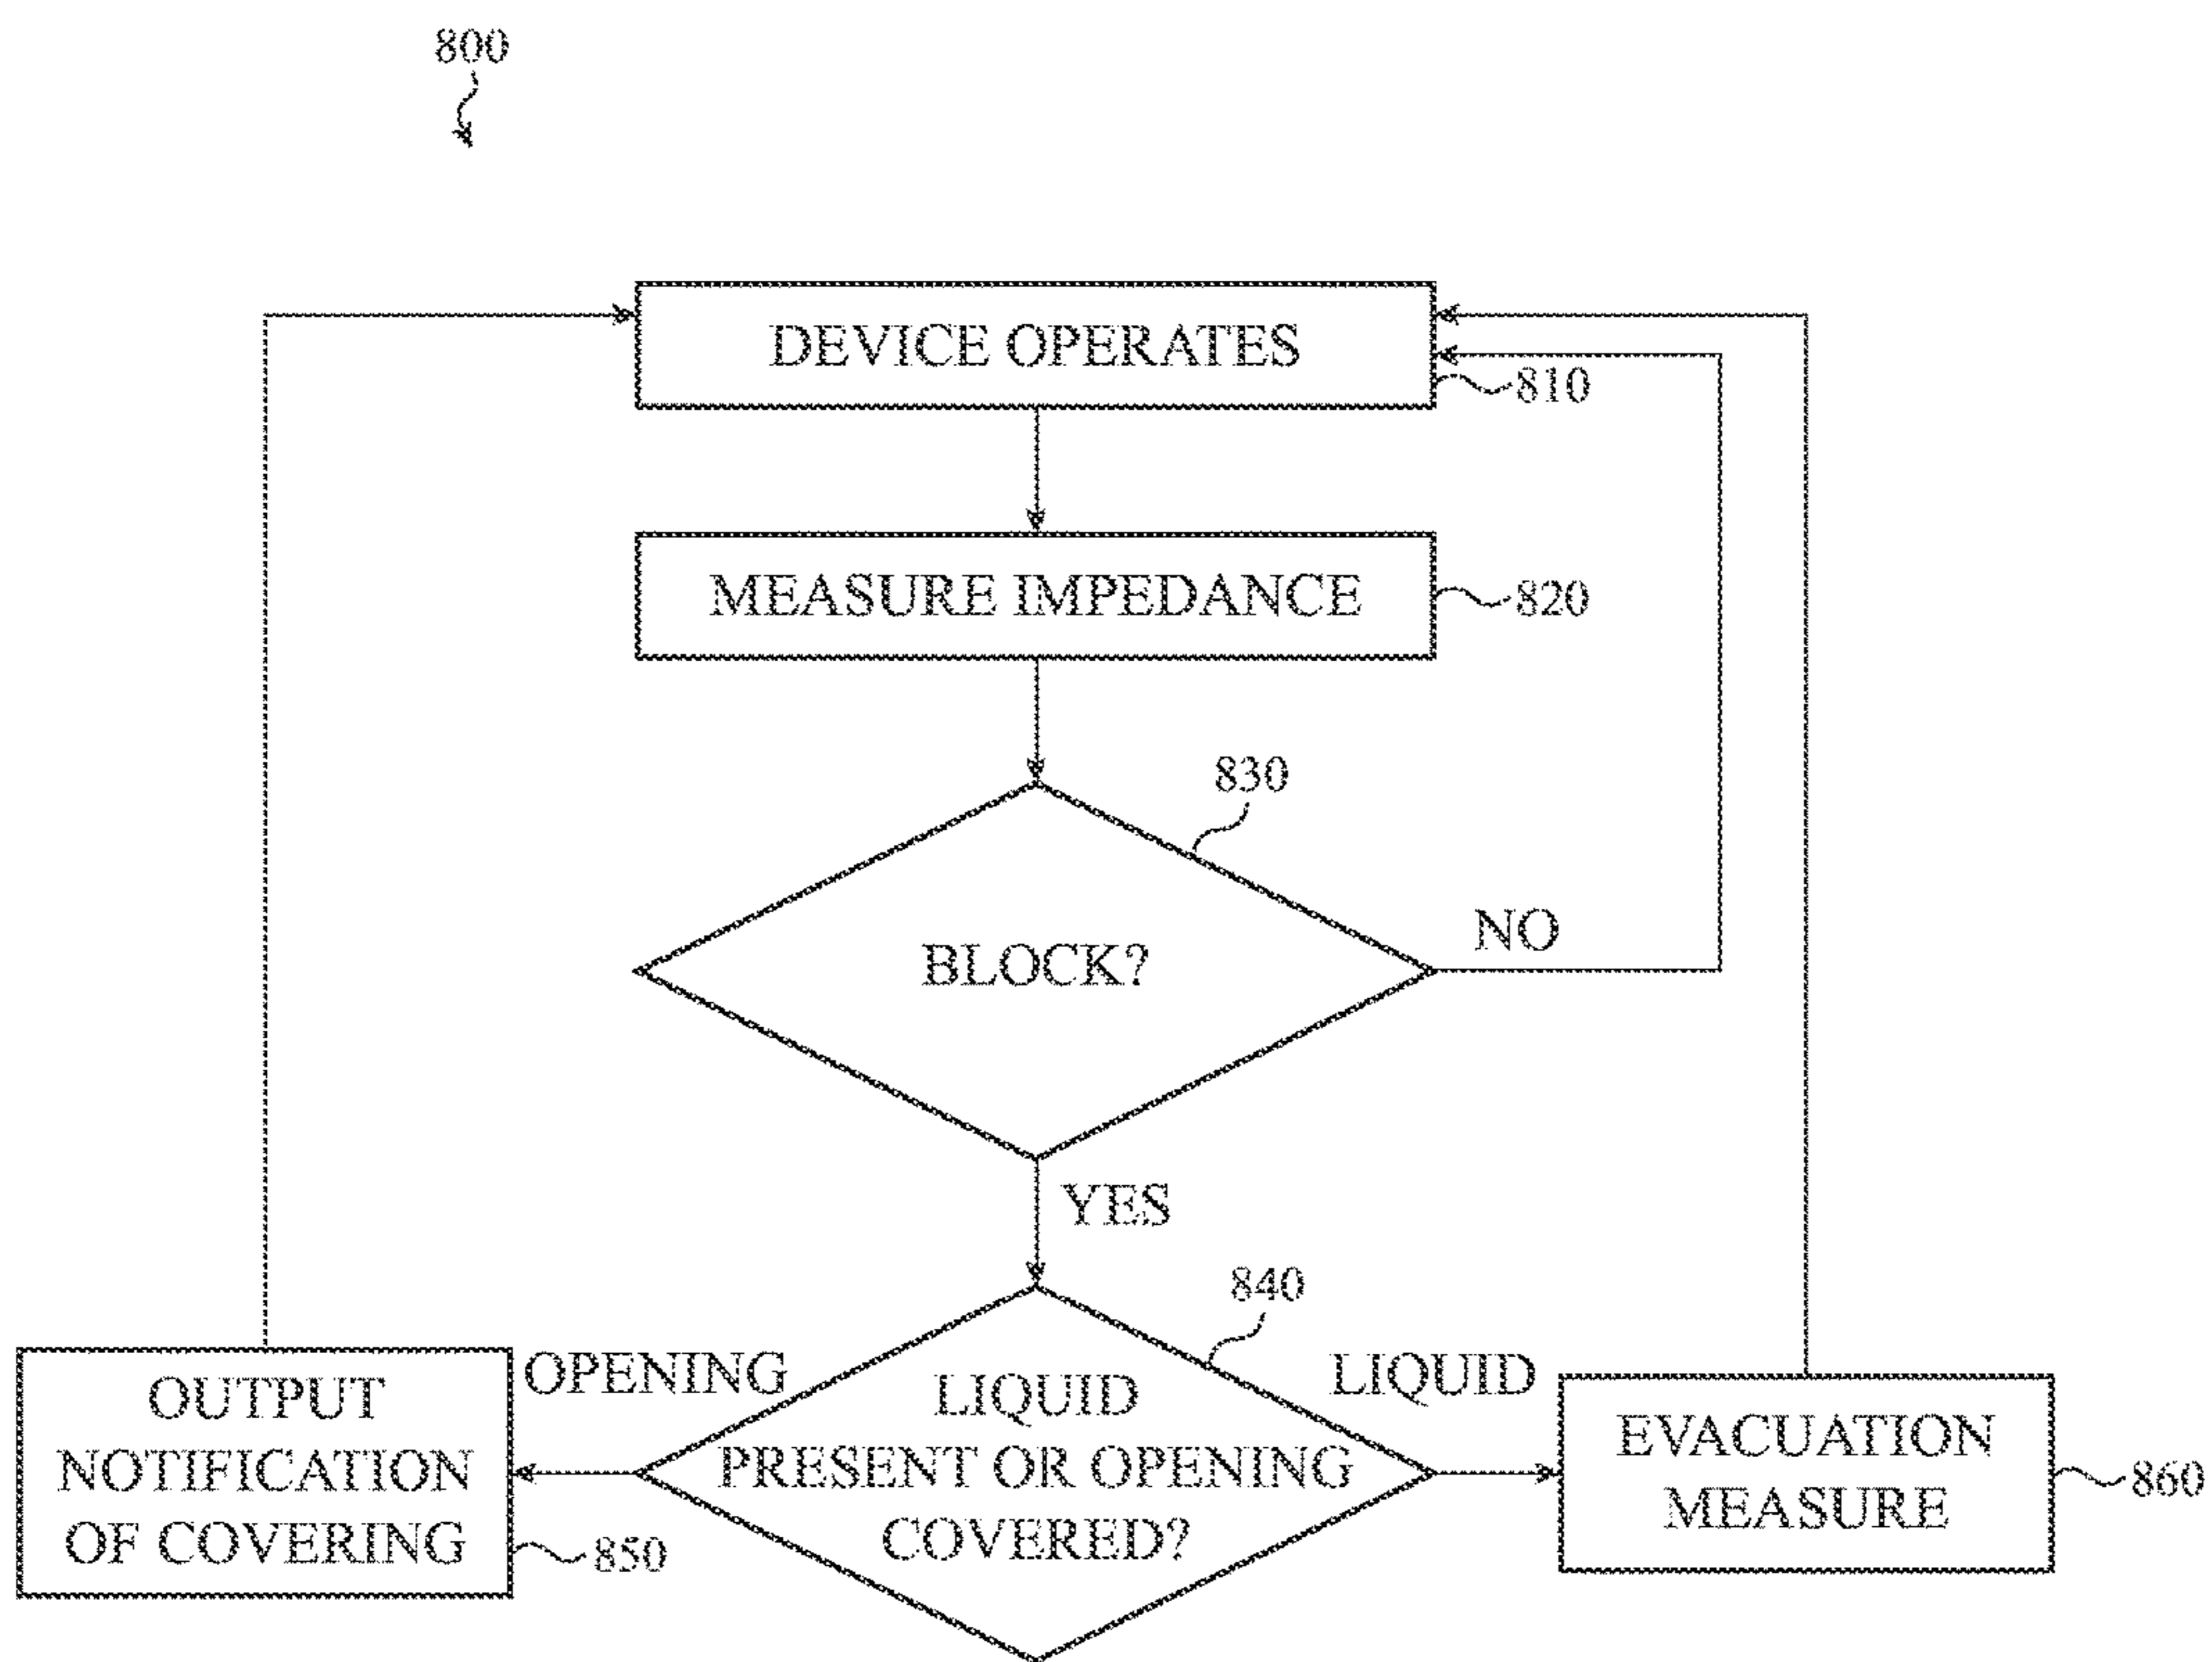 800
DEVICE OPERATES
810
MEASURE IMPEDANCE
820
830
BLOCK?
NO
YES
840
OPENING
LIQUID
LIQUID
PRESENT OR OPENING
COVERED?
OUTPUT
NOTIFICATION
OF COVERING
850
EVACUATION
MEASURE
860